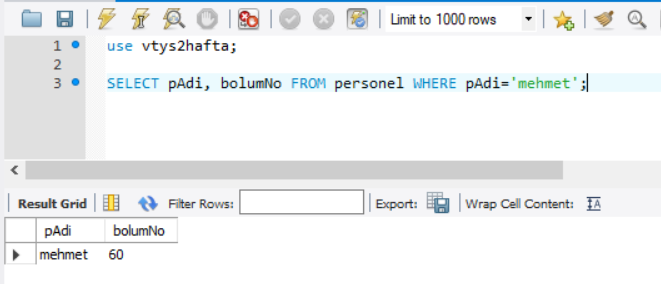 Limit to 1000 rows
1 use vtys2hafta;
2
3 SELECT pAdi, bolumNo FROM personel WHERE pAdi='mehmet';
Result Grid Filter Rows: Export: Wrap Cell Content: IA
pAdi bolumNo
mehmet 60